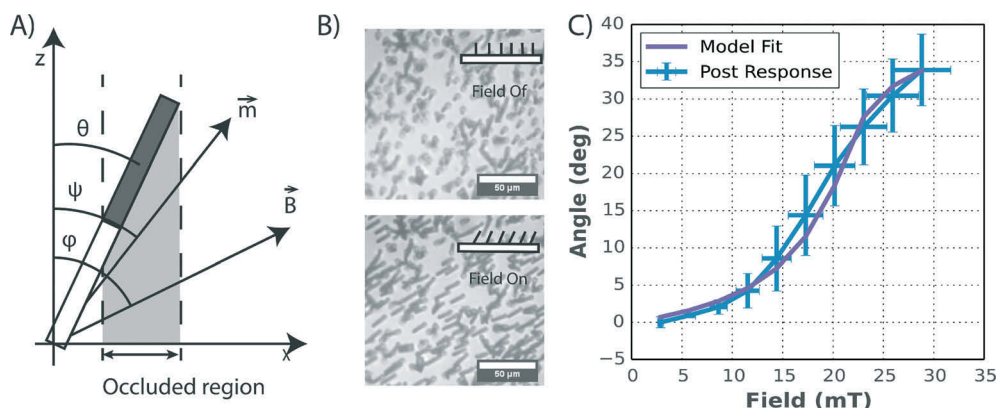 A)
z
θ
ψ
φ
m
B
x
Occluded region
B)
Field Of
50 μm
Field On
50 μm
C)
Model Fit
Post Response
Angle (deg)
40
35
30
25
20
15
10
5
0
−5
0 5 10 15 20 25 30 35
Field (mT)